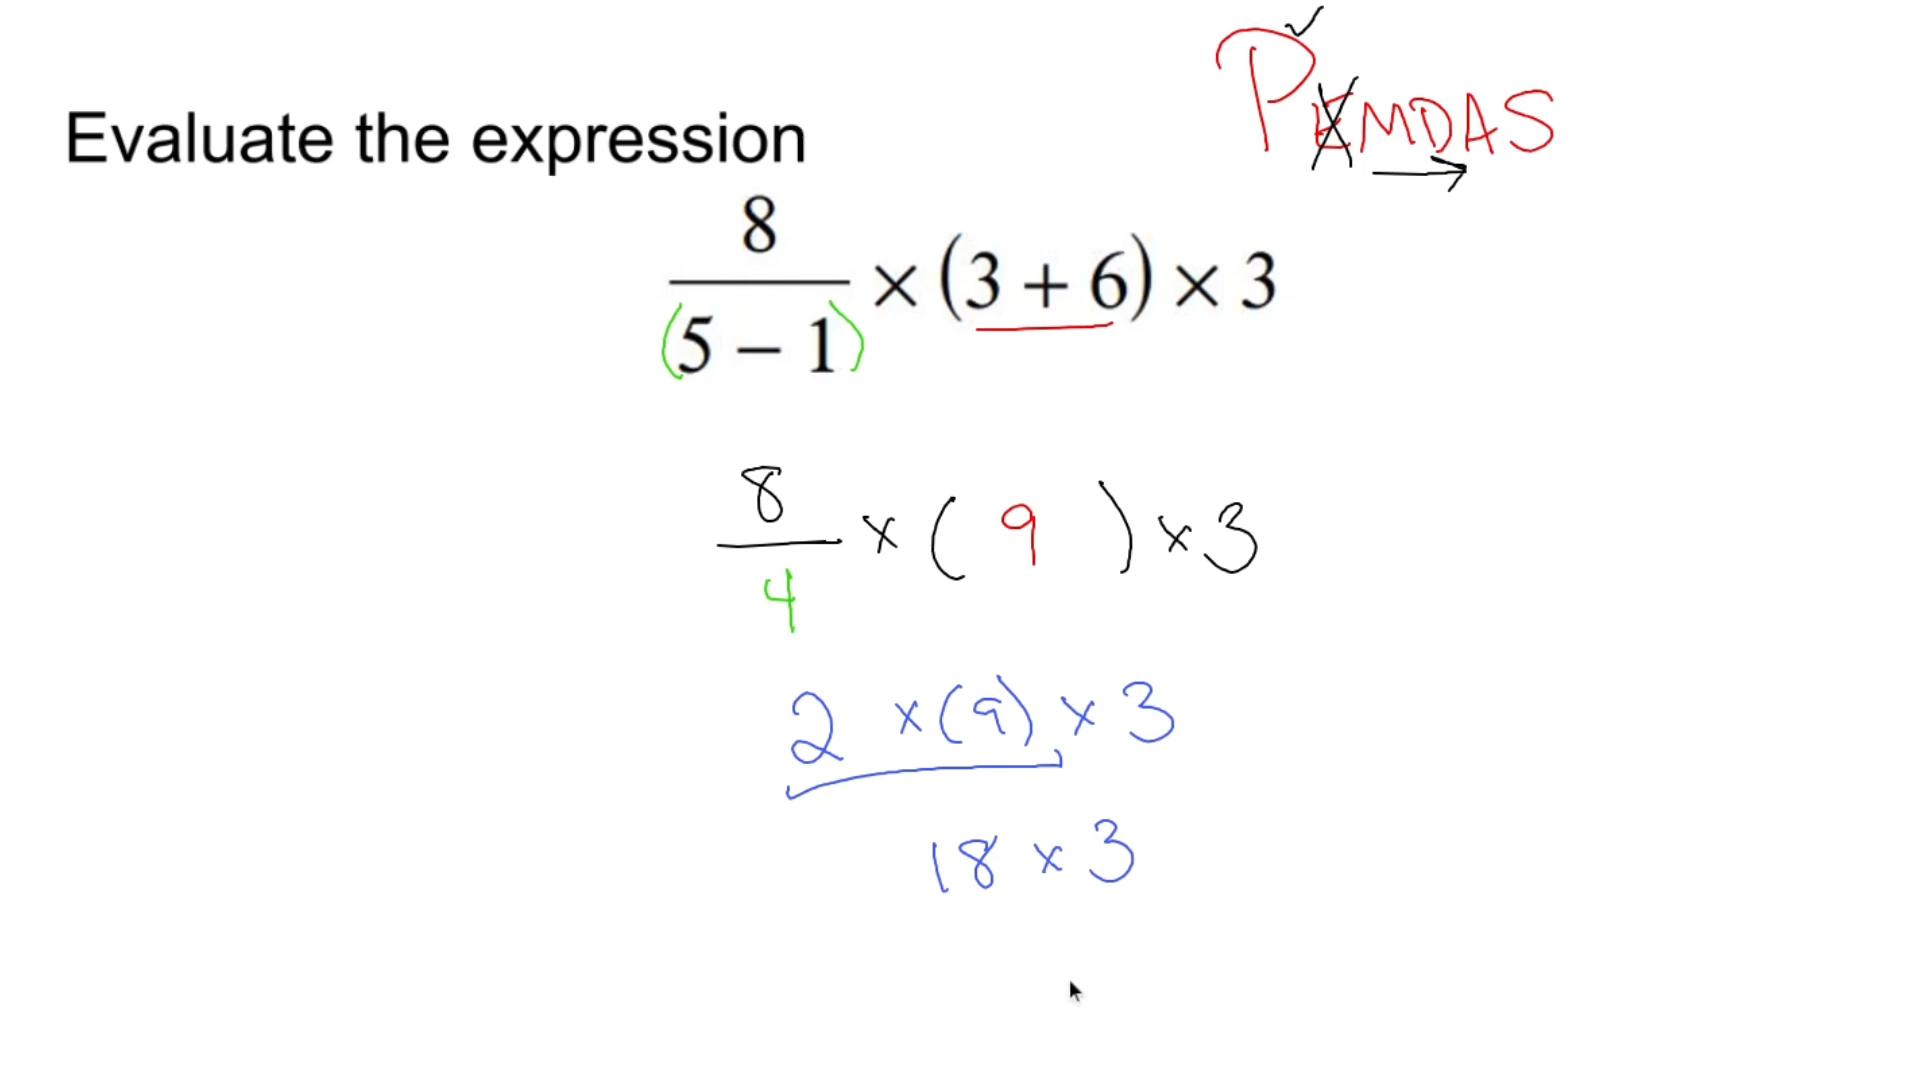 PEMDAS
Evaluate the expression
8
(5 − 1) × (3 + 6) × 3
8
4 × ( 9 ) × 3
2 × (9) × 3
18 × 3